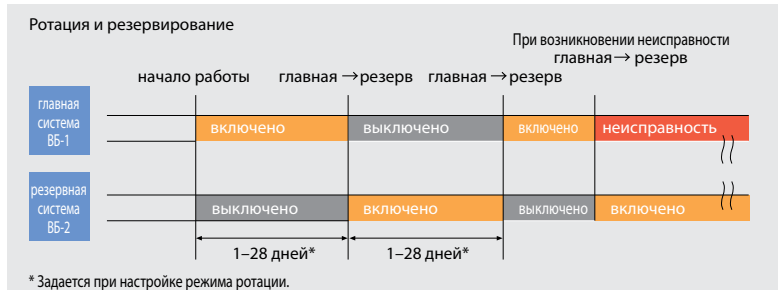 Ротация и резервирование
При возникновении неисправности
главная → резерв
начало работы главная → резерв главная → резерв
главная
система
ВБ-1
включено выключено включено неисправность
резервная
система
ВБ-2
выключено включено выключено включено
1–28 дней* 1–28 дней*
* Задается при настройке режима ротации.